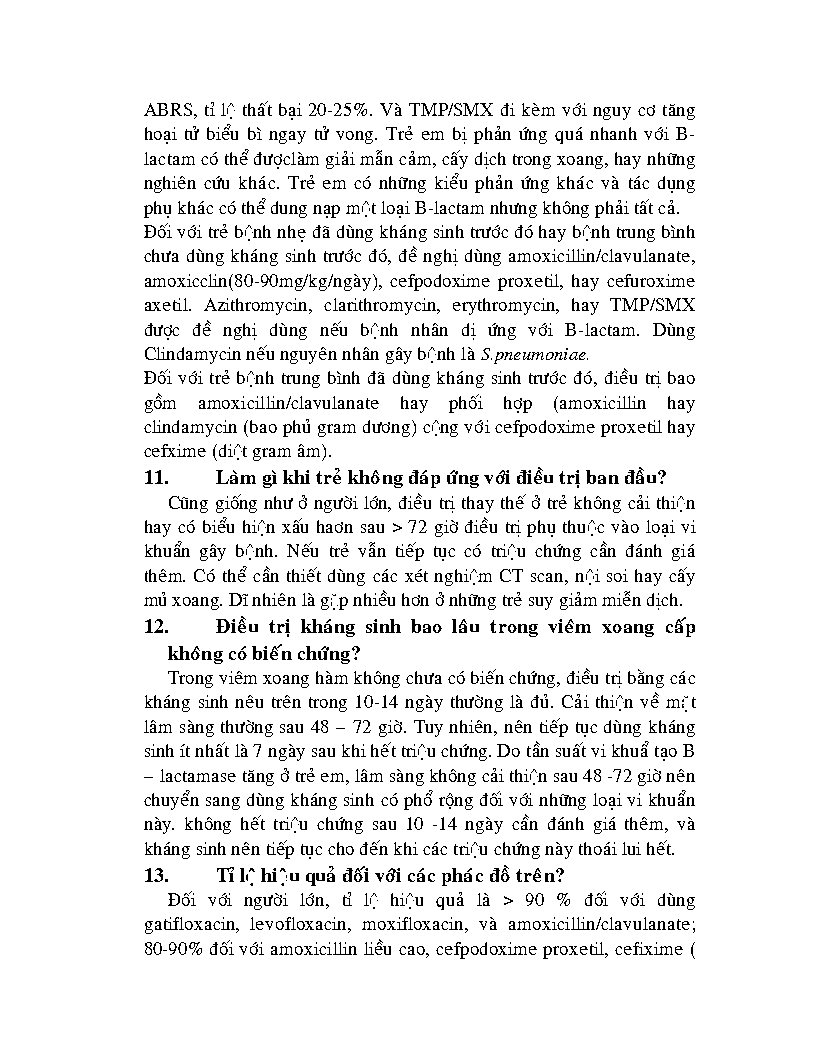 ABRS, tỉ lệ thất bại 20-25%. Và TMP/SMX đi kèm với nguy cơ tăng
hoại tử biểu bì ngay tử vong. Trẻ em bị phản ứng quá nhanh với B-
lactam có thể đượclàm giải mẫn cảm, cấy dịch trong xoang, hay những
nghiên cứu khác. Trẻ em có những kiểu phản ứng khác và tác dụng
phụ khác có thể dung nạp một loại B-lactam nhưng không phải tất cả.
Đối với trẻ bệnh nhẹ đã dùng kháng sinh trước đó hay bệnh trung bình
chưa dùng kháng sinh trước đó, đề nghị dùng amoxicillin/clavulanate,
amoxicclin(80-90mg/kg/ngày), cefpodoxime proxetil, hay cefuroxime
axetil. Azithromycin, clarithromycin, erythromycin, hay TMP/SMX
được đề nghị dùng nếu bệnh nhân dị ứng với B-lactam. Dùng
Clindamycin nếu nguyên nhân gây bệnh là S.pneumoniae.
Đối với trẻ bệnh trung bình đã dùng kháng sinh trước đó, điều trị bao
gồm amoxicillin/clavulanate hay phối hợp (amoxicillin hay
clindamycin (bao phủ gram dương) cộng với cefpodoxime proxetil hay
cefxime (diệt gram âm).
11. Làm gì khi trẻ không đáp ứng với điều trị ban đầu?
Cũng giống như ở người lớn, điều trị thay thế ở trẻ không cải thiện
hay có biểu hiện xấu haơn sau > 72 giờ điều trị phụ thuộc vào loại vi
khuẩn gây bệnh. Nếu trẻ vẫn tiếp tục có triệu chứng cần đánh giá
thêm. Có thể cần thiết dùng các xét nghiệm CT scan, nội soi hay cấy
mủ xoang. Dĩ nhiên là gặp nhiều hơn ở những trẻ suy giảm miễn dịch.
12. Điều trị kháng sinh bao lâu trong viêm xoang cấp
không có biến chứng?
Trong viêm xoang hàm không chưa có biến chứng, điều trị bằng các
kháng sinh nêu trên trong 10-14 ngày thường là đủ. Cải thiện về mặt
lâm sàng thường sau 48 – 72 giờ. Tuy nhiên, nên tiếp tục dùng kháng
sinh ít nhất là 7 ngày sau khi hết triệu chứng. Do tần suất vi khuẩ tạo B
– lactamase tăng ở trẻ em, lâm sàng không cải thiện sau 48 -72 giờ nên
chuyển sang dùng kháng sinh có phổ rộng đối với những loại vi khuẩn
này. không hết triệu chứng sau 10 -14 ngày cần đánh giá thêm, và
kháng sinh nên tiếp tục cho đến khi các triệu chứng này thoái lui hết.
13. Tỉ lệ hiệu quả đối với các phác đồ trên?
Đối với người lớn, tỉ lệ hiệu quả là > 90 % đối với dùng
gatifloxacin, levofloxacin, moxifloxacin, và amoxicillin/clavulanate;
80-90% đối với amoxicillin liều cao, cefpodoxime proxetil, cefixime (